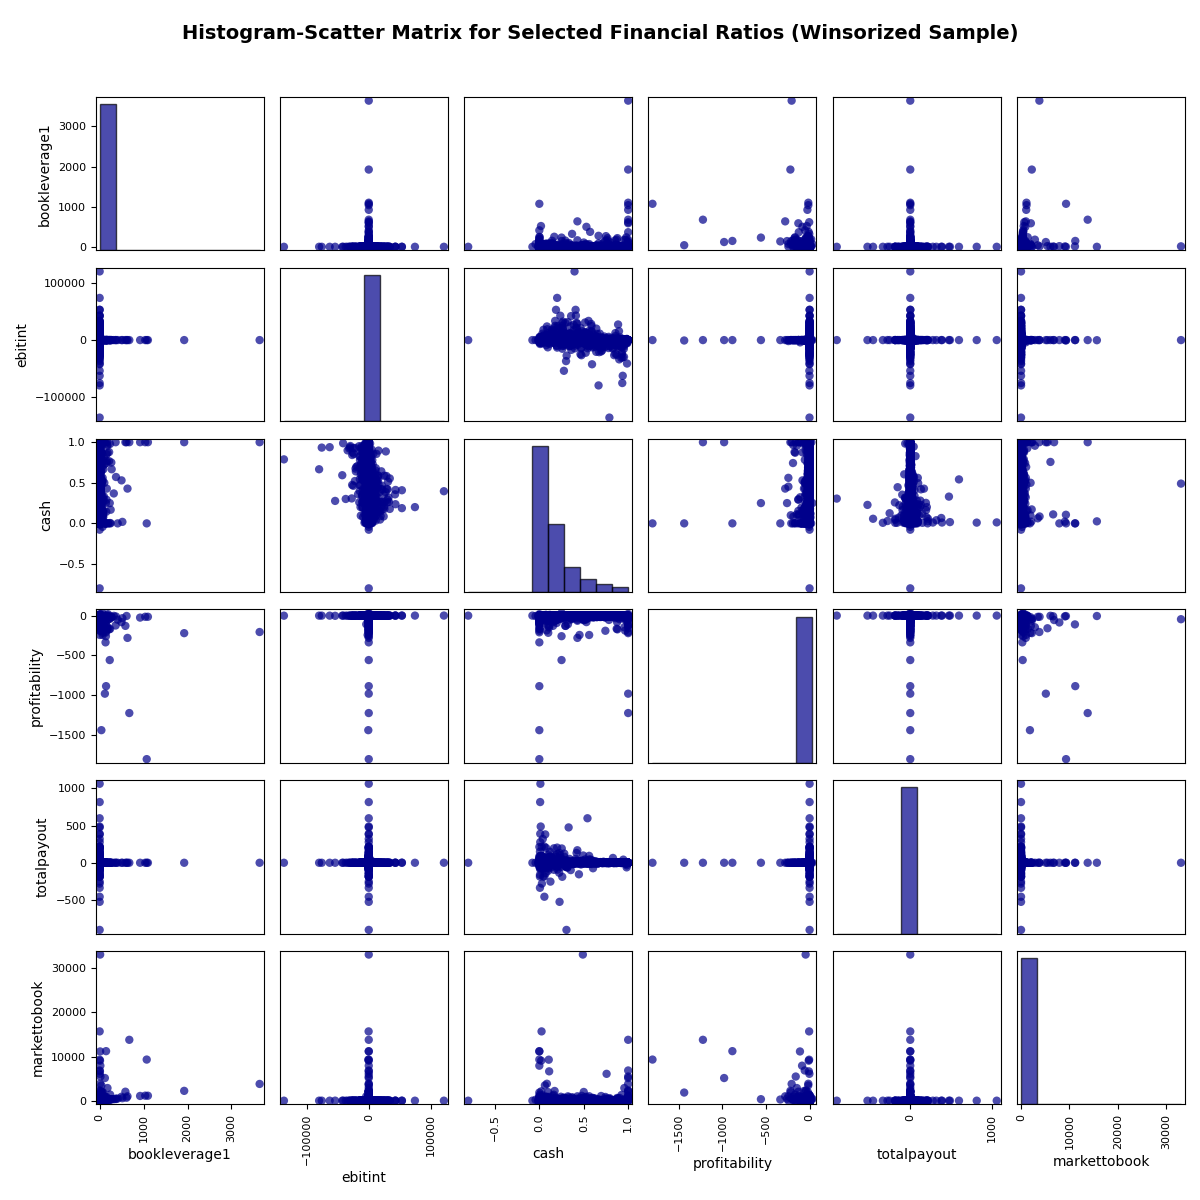 Histogram-Scatter Matrix for Selected Financial Ratios (Winsorized Sample)
bookleverage1
3000
2000
1000
0
ebitint
100000
0
−100000
cash
1.0
0.5
0.0
−0.5
profitability
0
−500
−1000
−1500
totalpayout
1000
500
0
−500
markettobook
30000
20000
10000
0
0 1000 2000 3000
−100000 0 100000
−0.5 0.0 0.5 1.0
−1500 −1000 −500 0
0 1000
0 10000 20000 30000
bookleverage1
ebitint
cash
profitability
totalpayout
markettobook